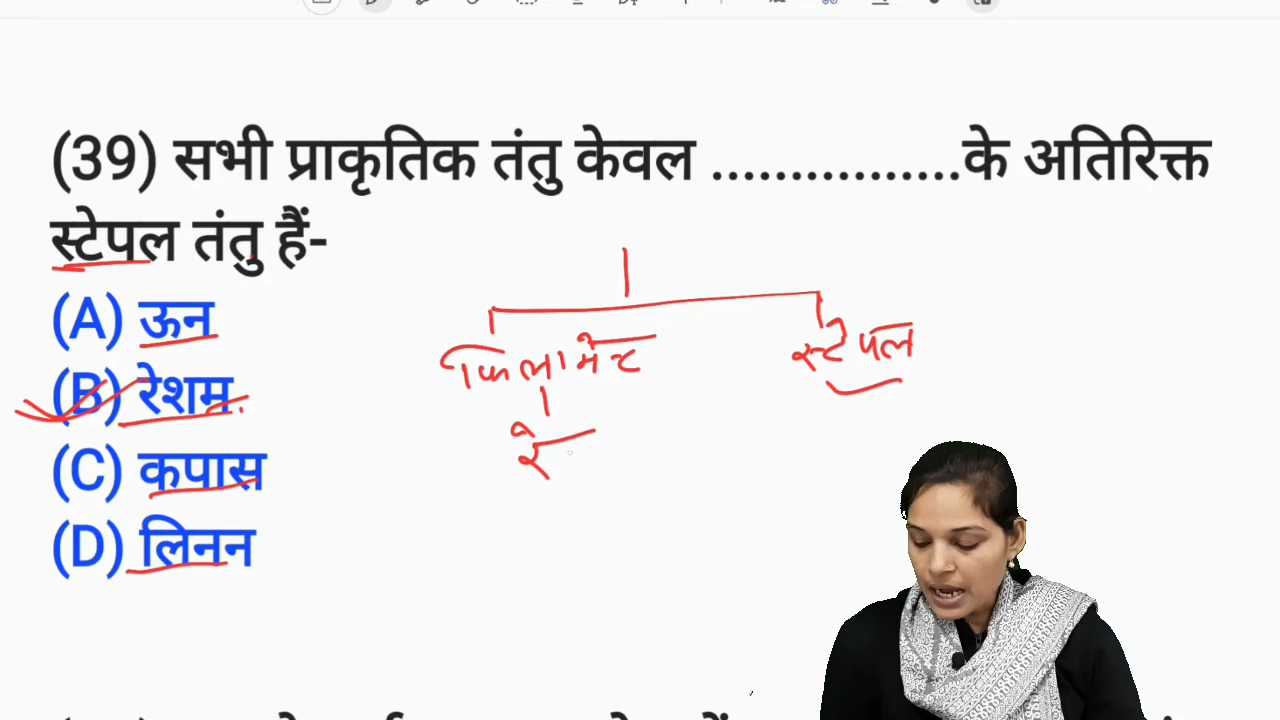 (39) सभी प्राकृतिक तंतु केवल ...............के अतिरिक्त
स्टेपल तंतु हैं-
(A) ऊन
(B) रेशम
(C) कपास
(D) लिनन
फिलामेंट
स्टेपल
रे